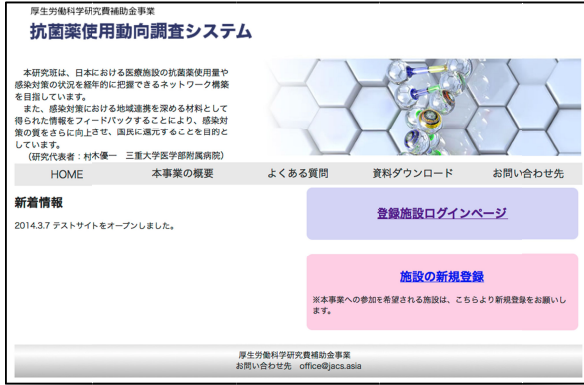 厚生労働科学研究費補助金事業
抗菌薬使用動向調査システム
本研究班は、日本における医療施設の抗菌薬使用量や
感染対策の状況を経年的に把握できるネットワーク構築
を目指しています。
また、感染対策における地域連携を深める材料として
得られた情報をフィードバックすることにより、感染対
策の質をさらに向上させ、国民に還元することを目的と
しています。
（研究代表者：村木優一　三重大学医学部附属病院）
HOME 本事業の概要 よくある質問 資料ダウンロード お問い合わせ先
新着情報
2014.3.7 テストサイトをオープンしました。
登録施設ログインページ
施設の新規登録
※本事業への参加を希望される施設は、こちらより新規登録をお願いし
ます。
厚生労働科学研究費補助金事業
お問い合わせ先　office@jacs.asia